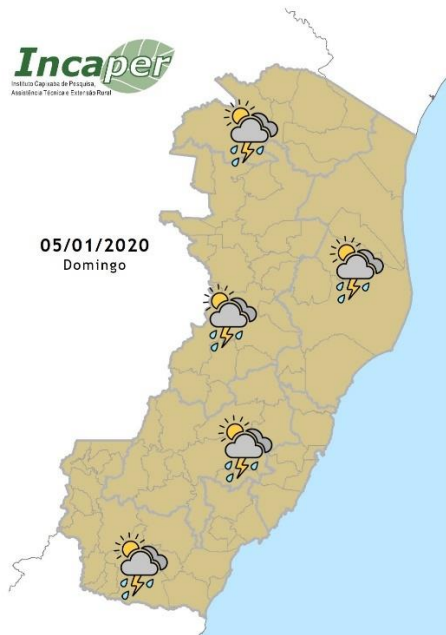 Incaper
Instituto Capixaba de Pesquisa,
Assistência Técnica e Extensão Rural
05/01/2020
Domingo